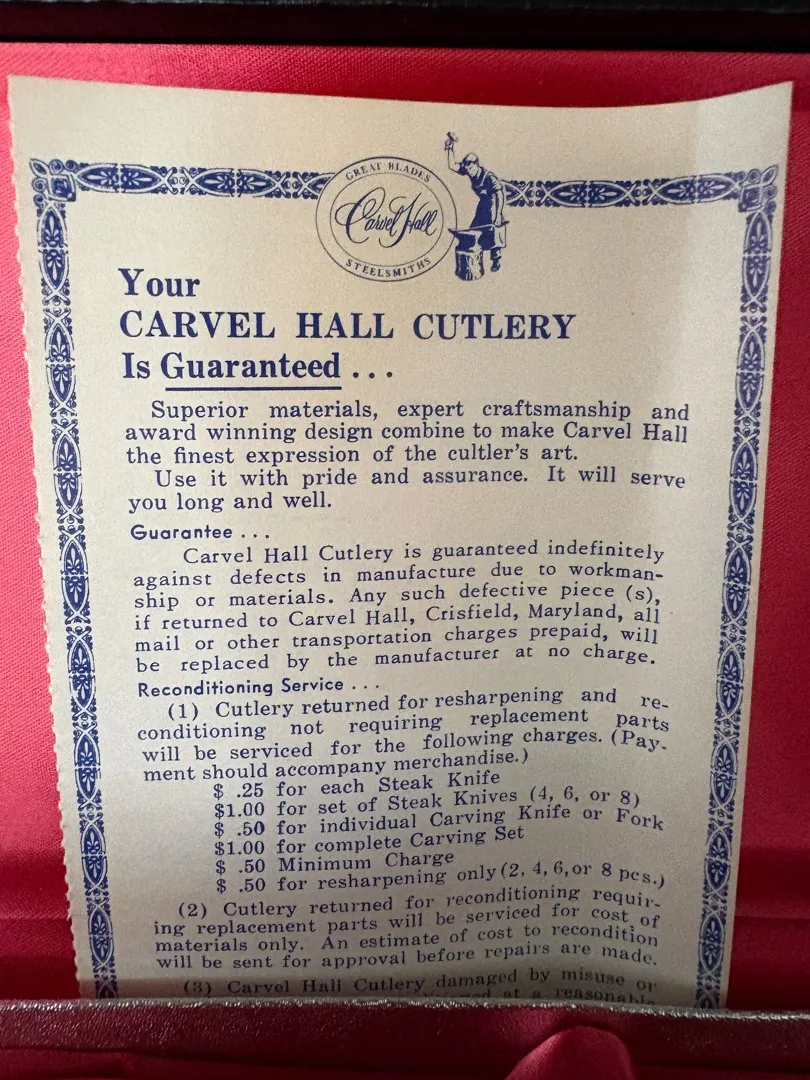 GREAT BLADES
Carvel Hall
STEELSMITHS
Your
CARVEL HALL CUTLERY
Is Guaranteed . . .
Superior materials, expert craftsmanship and
award winning design combine to make Carvel Hall
the finest expression of the cultler's art.
Use it with pride and assurance. It will serve
you long and well.
Guarantee . . .
Carvel Hall Cutlery is guaranteed indefinitely
against defects in manufacture due to workman-
ship or materials. Any such defective piece (s),
if returned to Carvel Hall, Crisfield, Maryland, all
mail or other transportation charges prepaid, will
be replaced by the manufacturer at no charge.
Reconditioning Service . . .
(1) Cutlery returned for resharpening and re-
conditioning not requiring replacement parts
will be serviced for the following charges. (Pay-
ment should accompany merchandise.)
$ .25 for each Steak Knife
$1.00 for set of Steak Knives (4, 6, or 8)
$ .50 for individual Carving Knife or Fork
$1.00 for complete Carving Set
$ .50 Minimum Charge
$ .50 for resharpening only (2, 4, 6, or 8 pcs.)
(2) Cutlery returned for reconditioning requir-
ing replacement parts will be serviced for cost of
materials only. An estimate of cost to recondition
will be sent for approval before repairs are made.
(3) Carvel Hall Cutlery damaged by misuse or
at a reasonable